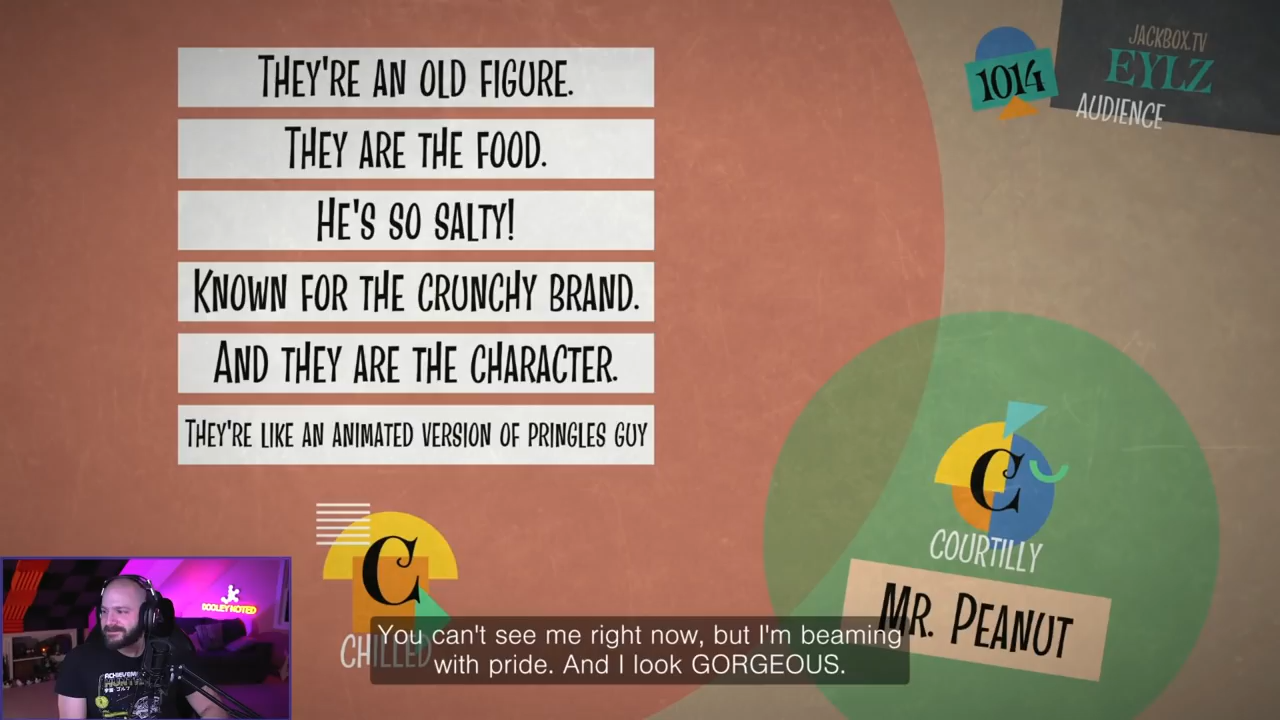 THEY'RE AN OLD FIGURE.
THEY ARE THE FOOD.
HE'S SO SALTY!
KNOWN FOR THE CRUNCHY BRAND.
AND THEY ARE THE CHARACTER.
THEY'RE LIKE AN ANIMATED VERSION OF PRINGLES GUY
1014
JACKBOX.TV
EYLZ
AUDIENCE
C
CHILLED
C
COURTILLY
MR. PEANUT
You can't see me right now, but I'm beaming
with pride. And I look GORGEOUS.
DOOLEY NOTED